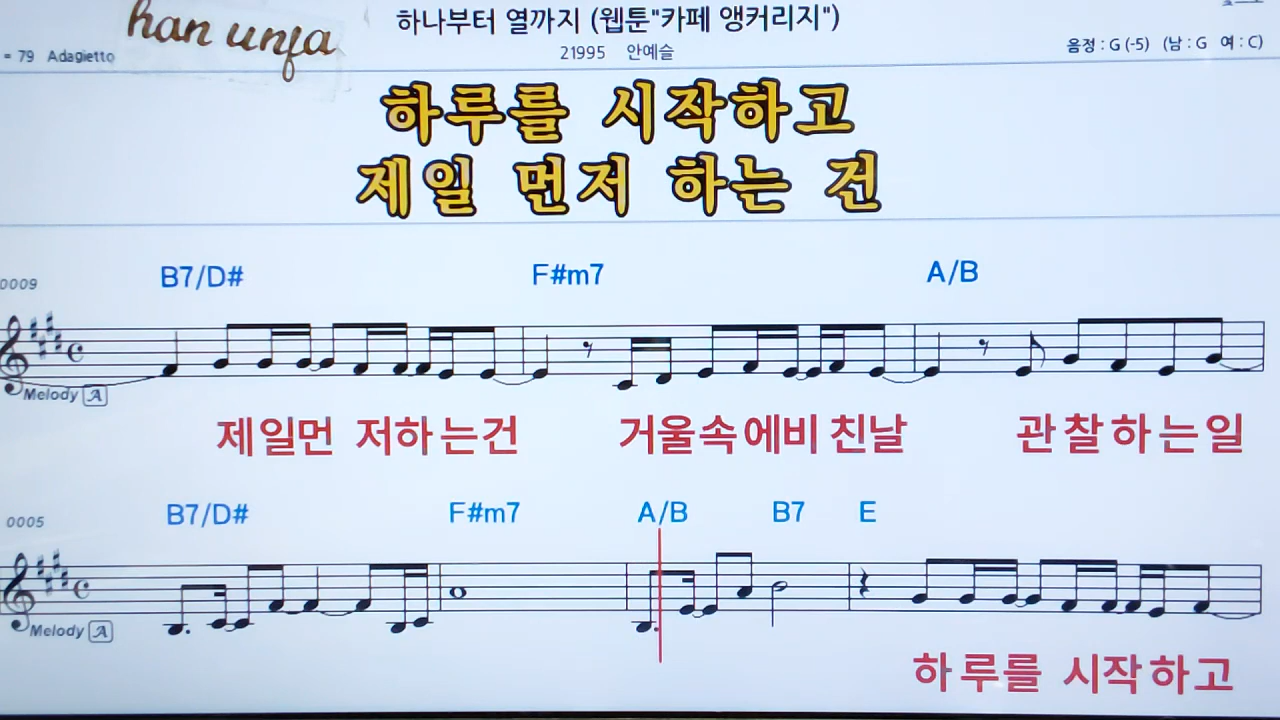 han unja
하나부터 열까지 (웹툰"카페 앵커리지")
= 79 Adagietto
21995 안예슬
음정 : G (-5) (남 : G 여 : C)
하루를 시작하고
제일 먼저 하는 건
0009 B7/D# F#m7 A/B
Melody A
제일먼 저하는건 거울속에비친날 관찰하는일
0005 B7/D# F#m7 A/B B7 E
Melody A
하루를 시작하고